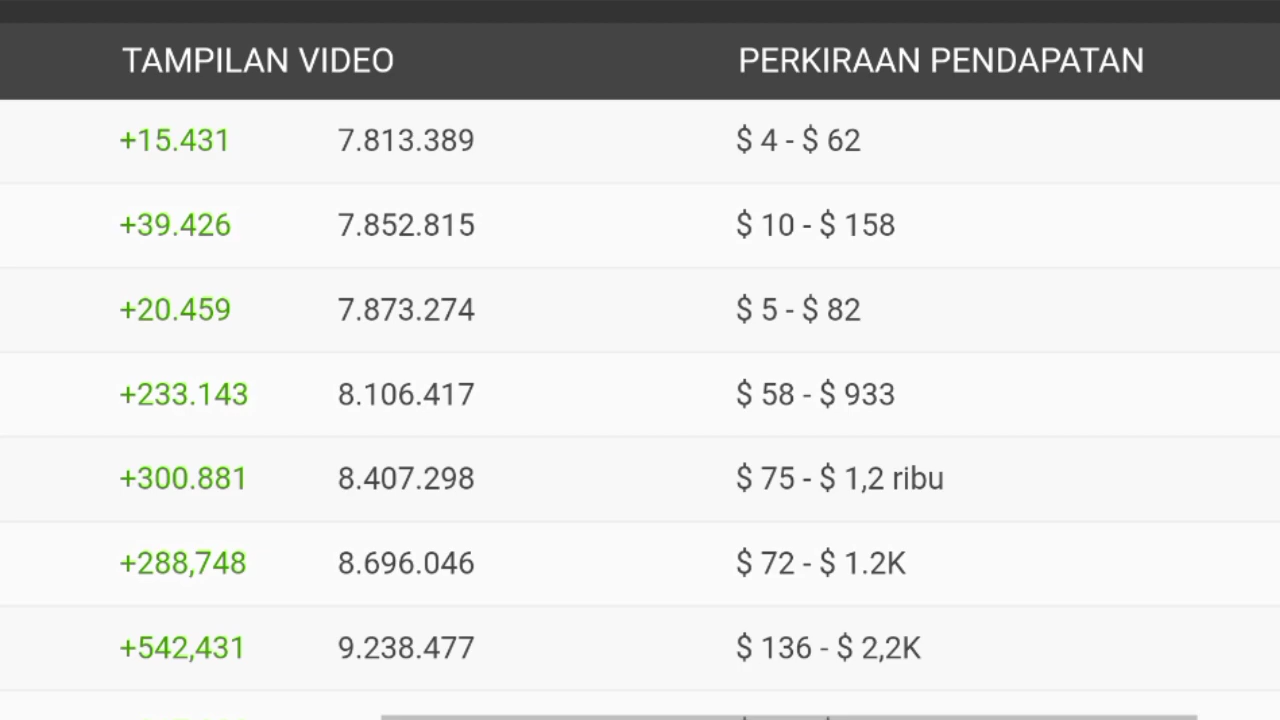 TAMPILAN VIDEO PERKIRAAN PENDAPATAN
+15.431 7.813.389 $ 4 - $ 62
+39.426 7.852.815 $ 10 - $ 158
+20.459 7.873.274 $ 5 - $ 82
+233.143 8.106.417 $ 58 - $ 933
+300.881 8.407.298 $ 75 - $ 1,2 ribu
+288,748 8.696.046 $ 72 - $ 1.2K
+542,431 9.238.477 $ 136 - $ 2,2K